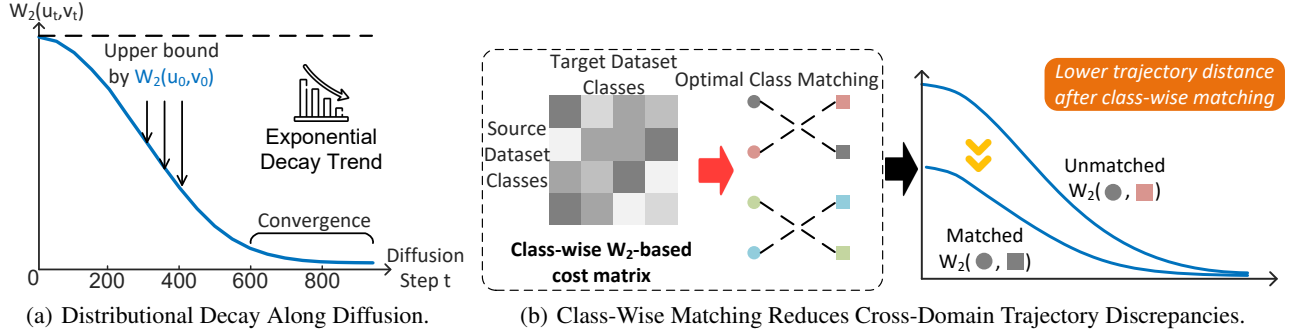 W₂(uₜ,vₜ)
Upper bound
by W₂(u₀,v₀)
Exponential
Decay Trend
Convergence
0 200 400 600 800
Diffusion
Step t
(a) Distributional Decay Along Diffusion.
Target Dataset
Classes
Source
Dataset
Classes
Class-wise W₂-based
cost matrix
Optimal Class Matching
Lower trajectory distance
after class-wise matching
Unmatched
W₂( , )
Matched
W₂( , )
(b) Class-Wise Matching Reduces Cross-Domain Trajectory Discrepancies.